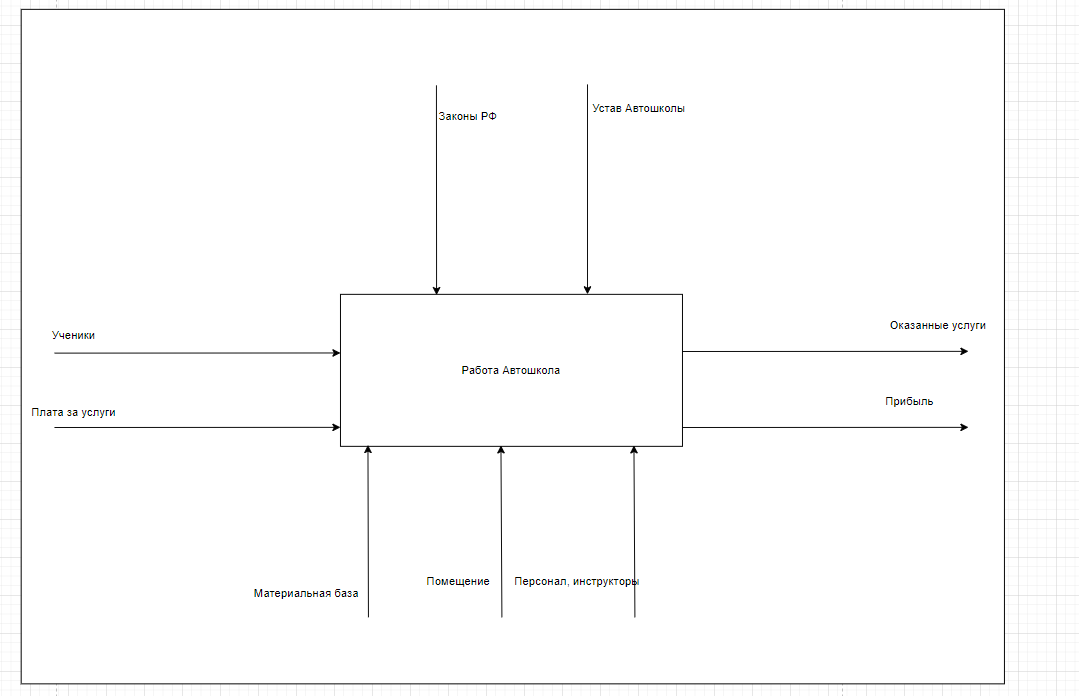 Устав Автошколы
Законы РФ
Оказанные услуги
Ученики
Работа Автошкола
Прибыль
Плата за услуги
Помещение
Персонал, инструкторы
Материальная база